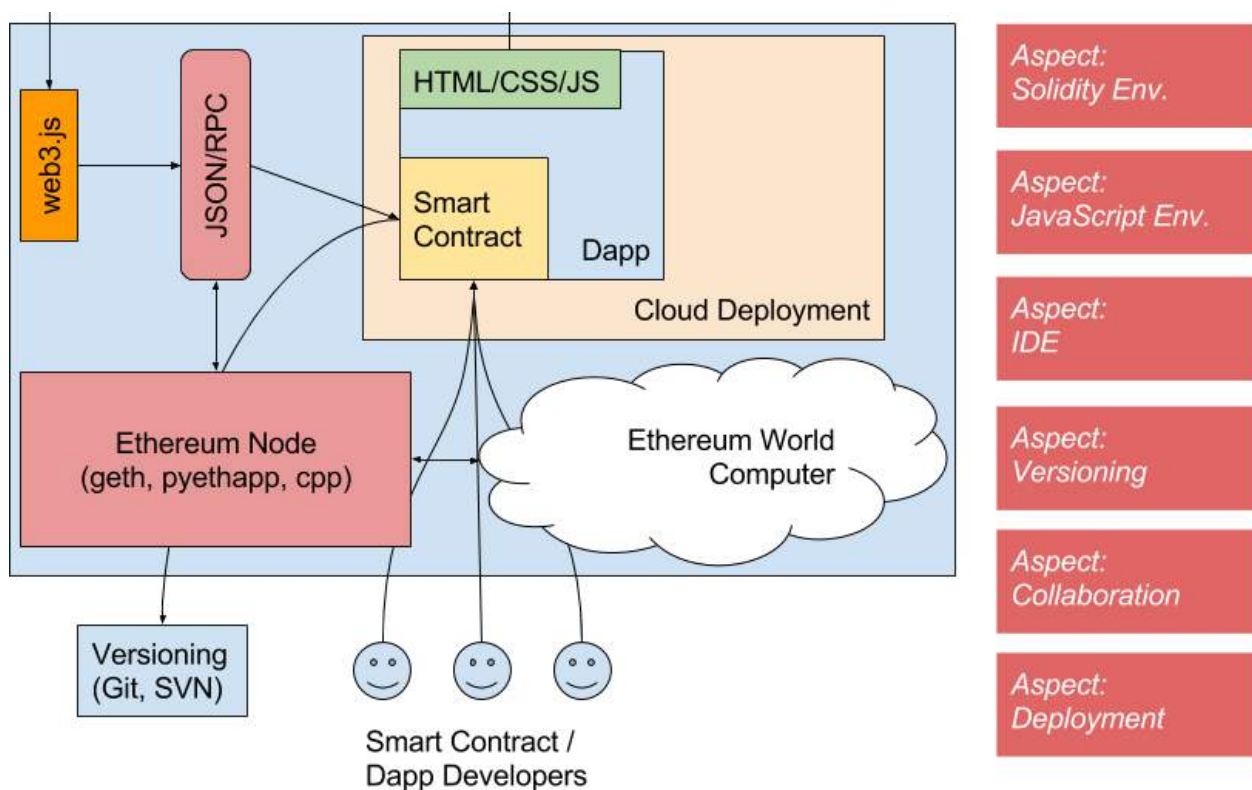 HTML/CSS/JS
web3.js
JSON/RPC
Smart
Contract
Dapp
Cloud Deployment
Ethereum Node
(geth, pyethapp, cpp)
Ethereum World
Computer
Versioning
(Git, SVN)
Smart Contract /
Dapp Developers
Aspect:
Solidity Env.
Aspect:
JavaScript Env.
Aspect:
IDE
Aspect:
Versioning
Aspect:
Collaboration
Aspect:
Deployment